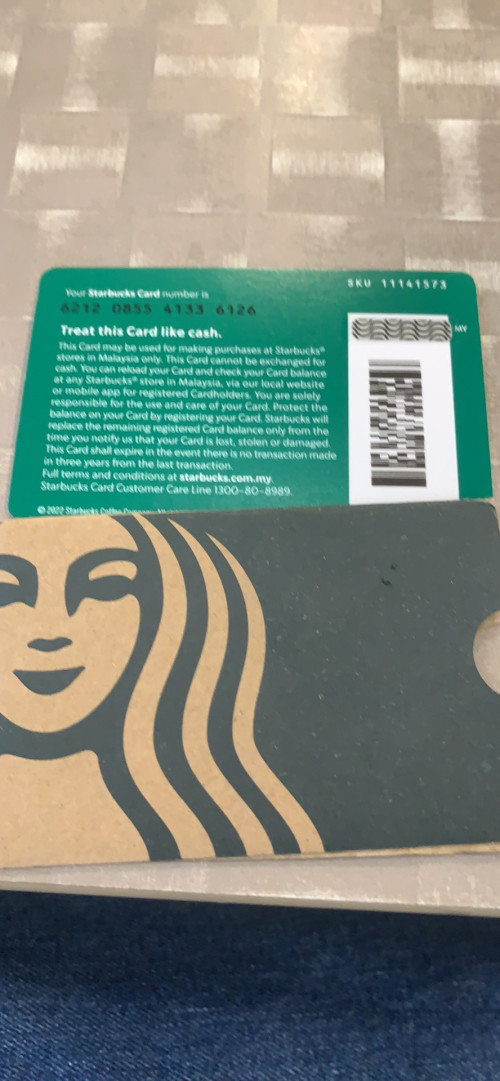 SKU 11141573
Your Starbucks Card number is
6212 0855 4133 6126
MY
Treat this Card like cash.
This Card may be used for making purchases at Starbucks®
stores in Malaysia only. This Card cannot be exchanged for
cash. You can reload your Card and check your Card balance
at any Starbucks® store in Malaysia, via our local website
or mobile app for registered Cardholders. You are solely
responsible for the use and care of your Card. Protect the
balance on your Card by registering your Card. Starbucks will
replace the remaining registered Card balance only from the
time you notify us that your Card is lost, stolen or damaged.
This Card shall expire in the event there is no transaction made
in three years from the last transaction.
Full terms and conditions at starbucks.com.my.
Starbucks Card Customer Care Line 1300-80-8989.
© 2022 Starbucks Coffee